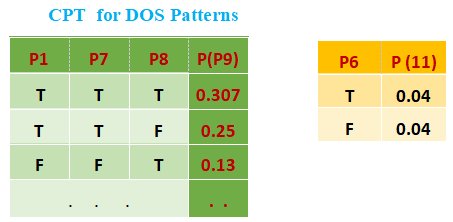 CPT for DOS Patterns
P1 P7 P8 P(P9)
T T T 0.307
T T F 0.25
F F T 0.13
. . . . .
P6 P (11)
T 0.04
F 0.04